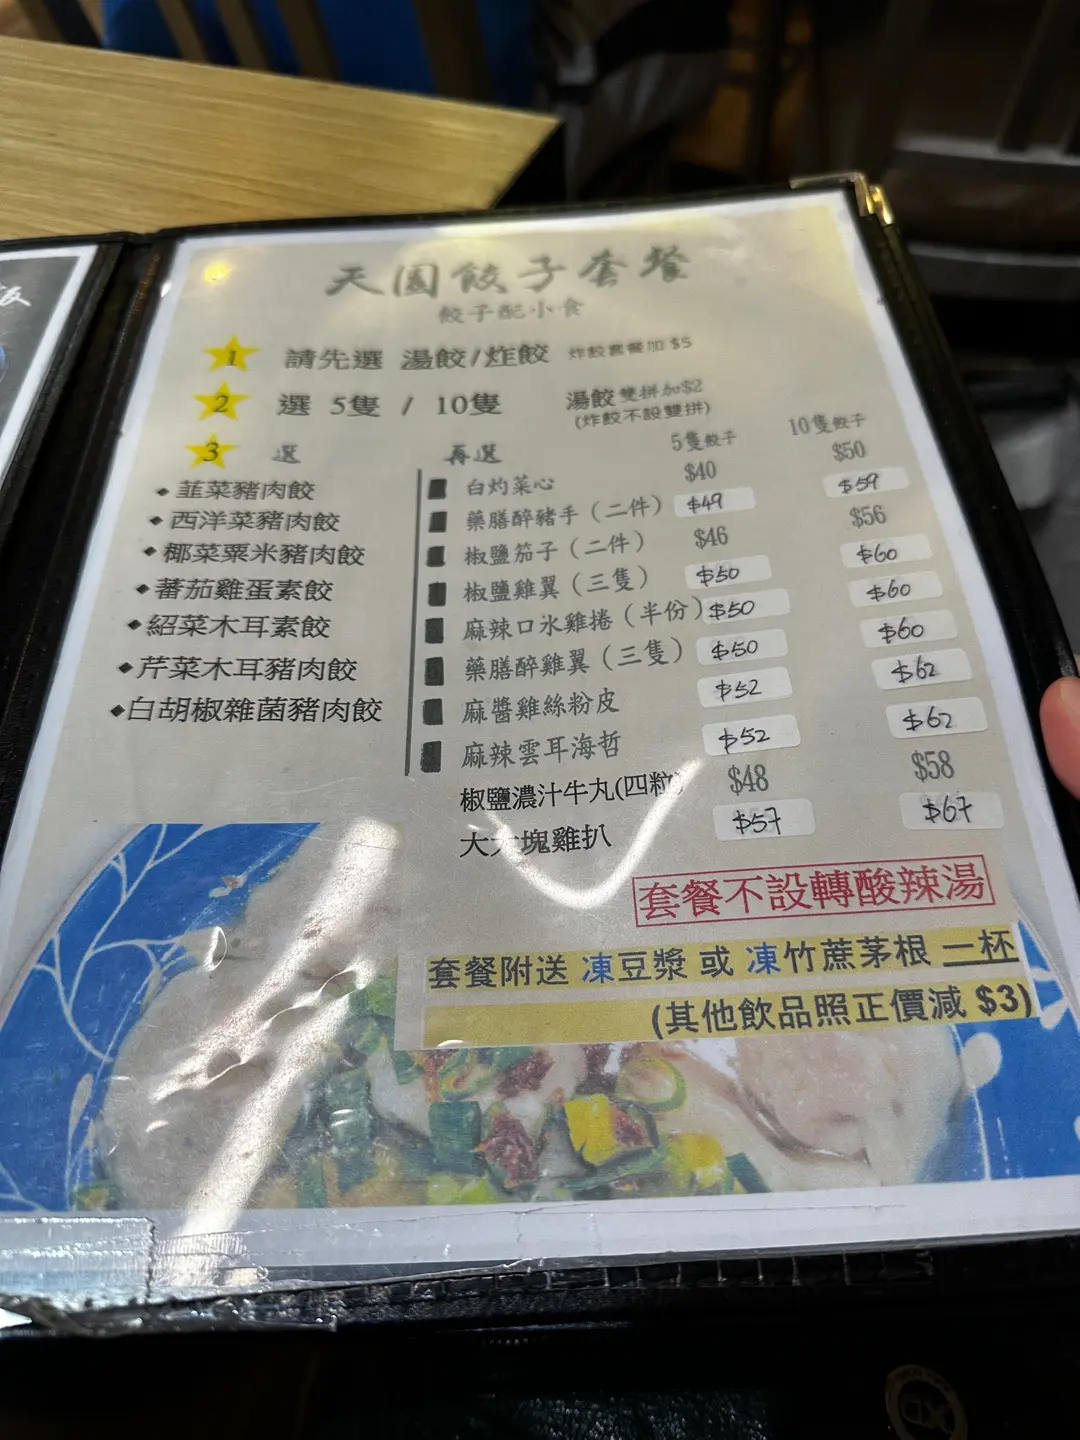 飯
天園餃子套餐
餃子配小食
1 請先選 湯餃/炸餃 炸餃套餐加 $5
2 選 5隻 / 10隻 湯餃雙拼加$2
(炸餃不設雙拼)
3 選 再選 5隻餃子 10隻餃子
◆韮菜豬肉餃
◆西洋菜豬肉餃
◆椰菜粟米豬肉餃
◆蕃茄雞蛋素餃
◆紹菜木耳素餃
◆芹菜木耳豬肉餃
◆白胡椒雜菌豬肉餃
白灼菜心 $40 $50
藥膳醉豬手（二件） $49 $59
椒鹽茄子（二件） $46 $56
椒鹽雞翼（三隻） $50 $60
麻辣口水雞捲（半份） $50 $60
藥膳醉雞翼（三隻） $50 $60
麻醬雞絲粉皮 $52 $62
麻辣雲耳海哲 $52 $62
椒鹽濃汁牛丸(四粒) $48 $58
大大塊雞扒 $57 $67
套餐不設轉酸辣湯
套餐附送 凍豆漿 或 凍竹蔗茅根 一杯
(其他飲品照正價減 $3)